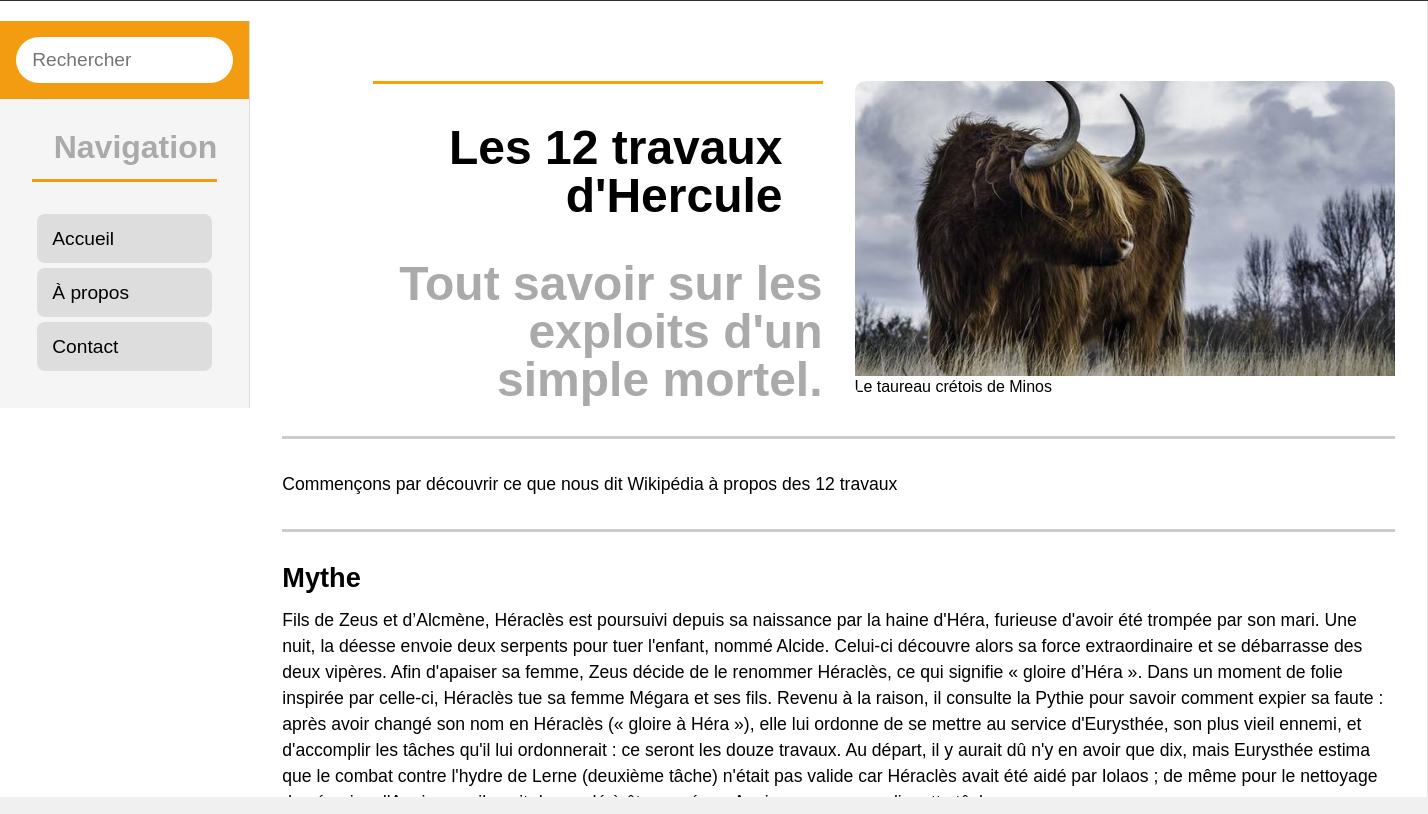 Rechercher
Navigation
Accueil
À propos
Contact
Les 12 travaux
d'Hercule
Tout savoir sur les
exploits d'un
simple mortel.
Le taureau crétois de Minos
Commençons par découvrir ce que nous dit Wikipédia à propos des 12 travaux
Mythe
Fils de Zeus et d’Alcmène, Héraclès est poursuivi depuis sa naissance par la haine d'Héra, furieuse d'avoir été trompée par son mari. Une
nuit, la déesse envoie deux serpents pour tuer l'enfant, nommé Alcide. Celui-ci découvre alors sa force extraordinaire et se débarrasse des
deux vipères. Afin d'apaiser sa femme, Zeus décide de le renommer Héraclès, ce qui signifie « gloire d’Héra ». Dans un moment de folie
inspirée par celle-ci, Héraclès tue sa femme Mégara et ses fils. Revenu à la raison, il consulte la Pythie pour savoir comment expier sa faute :
après avoir changé son nom en Héraclès (« gloire à Héra »), elle lui ordonne de se mettre au service d'Eurysthée, son plus vieil ennemi, et
d'accomplir les tâches qu'il lui ordonnerait : ce seront les douze travaux. Au départ, il y aurait dû n'y en avoir que dix, mais Eurysthée estima
que le combat contre l'hydre de Lerne (deuxième tâche) n'était pas valide car Héraclès avait été aidé par Iolaos ; de même pour le nettoyage